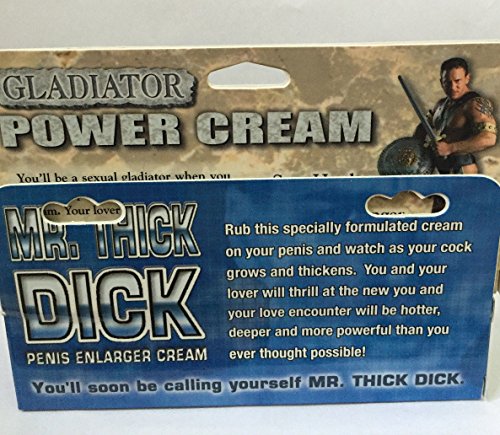 GLADIATOR
POWER CREAM
You'll be a sexual gladiator when you
m. Your lover
MR. THICK
DICK
PENIS ENLARGER CREAM
Rub this specially formulated cream
on your penis and watch as your cock
grows and thickens. You and your
lover will thrill at the new you and
your love encounter will be hotter,
deeper and more powerful than you
ever thought possible!
You'll soon be calling yourself MR. THICK DICK.